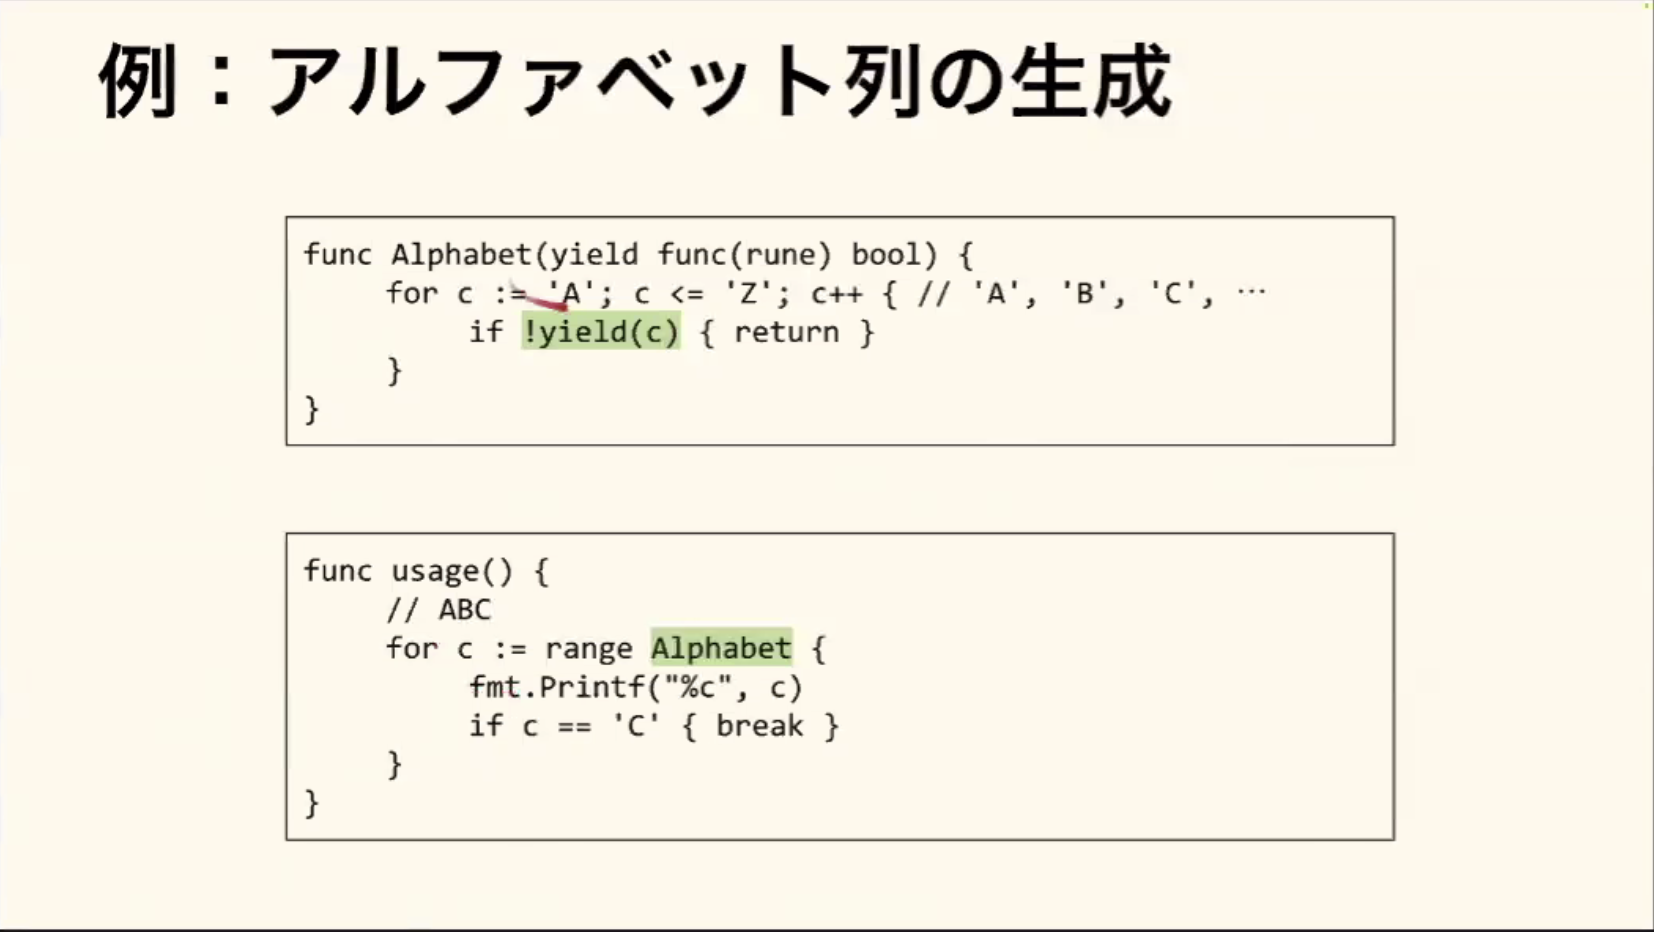 例：アルファベット列の生成
func Alphabet(yield func(rune) bool) {
for c := 'A'; c <= 'Z'; c++ { // 'A', 'B', 'C', …
if !yield(c) { return }
}
}
func usage() {
// ABC
for c := range Alphabet {
fmt.Printf("%c", c)
if c == 'C' { break }
}
}